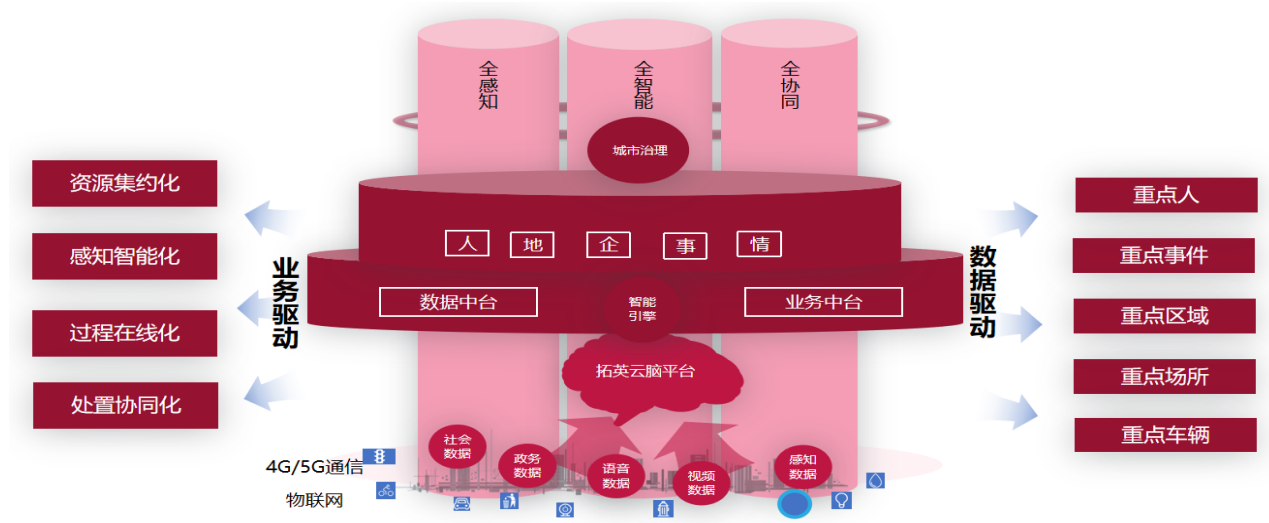 全感知
全智能
全协同
城市治理
资源集约化
感知智能化
过程在线化
处置协同化
业务驱动
人
地
企
事
情
数据中台
智能
引擎
业务中台
拓英云脑平台
数据驱动
重点人
重点事件
重点区域
重点场所
重点车辆
社会
数据
政务
数据
语音
数据
视频
数据
感知
数据
4G/5G通信
物联网